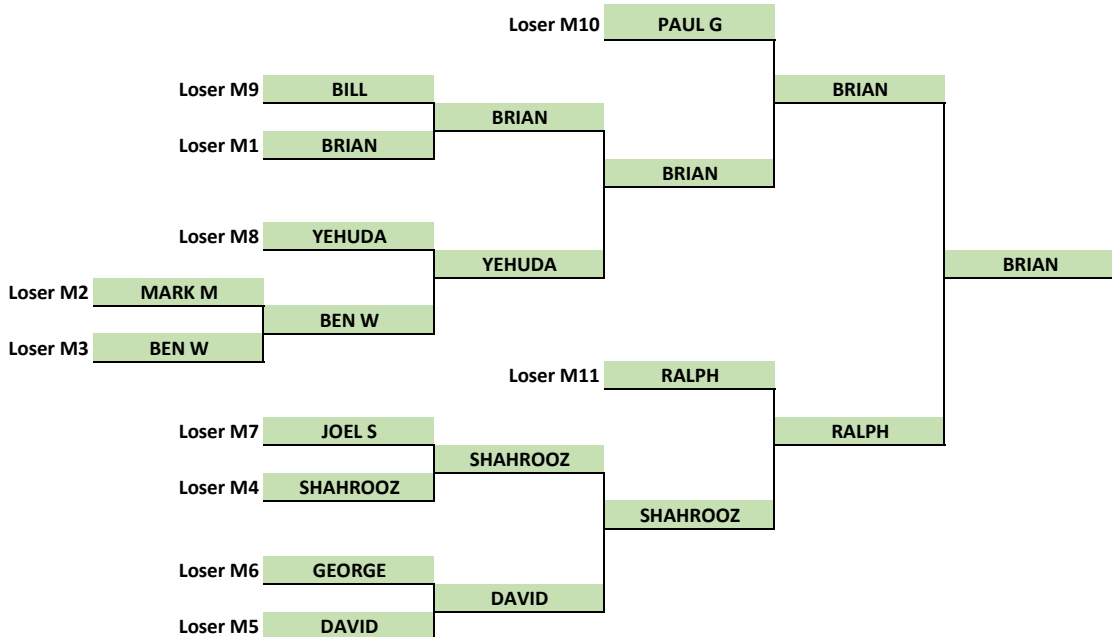 Loser M10 PAUL G
Loser M9 BILL BRIAN
BRIAN
Loser M1 BRIAN
BRIAN
Loser M8 YEHUDA
YEHUDA BRIAN
Loser M2 MARK M
BEN W
Loser M3 BEN W
Loser M11 RALPH
Loser M7 JOEL S RALPH
SHAHROOZ
Loser M4 SHAHROOZ
SHAHROOZ
Loser M6 GEORGE
DAVID
Loser M5 DAVID